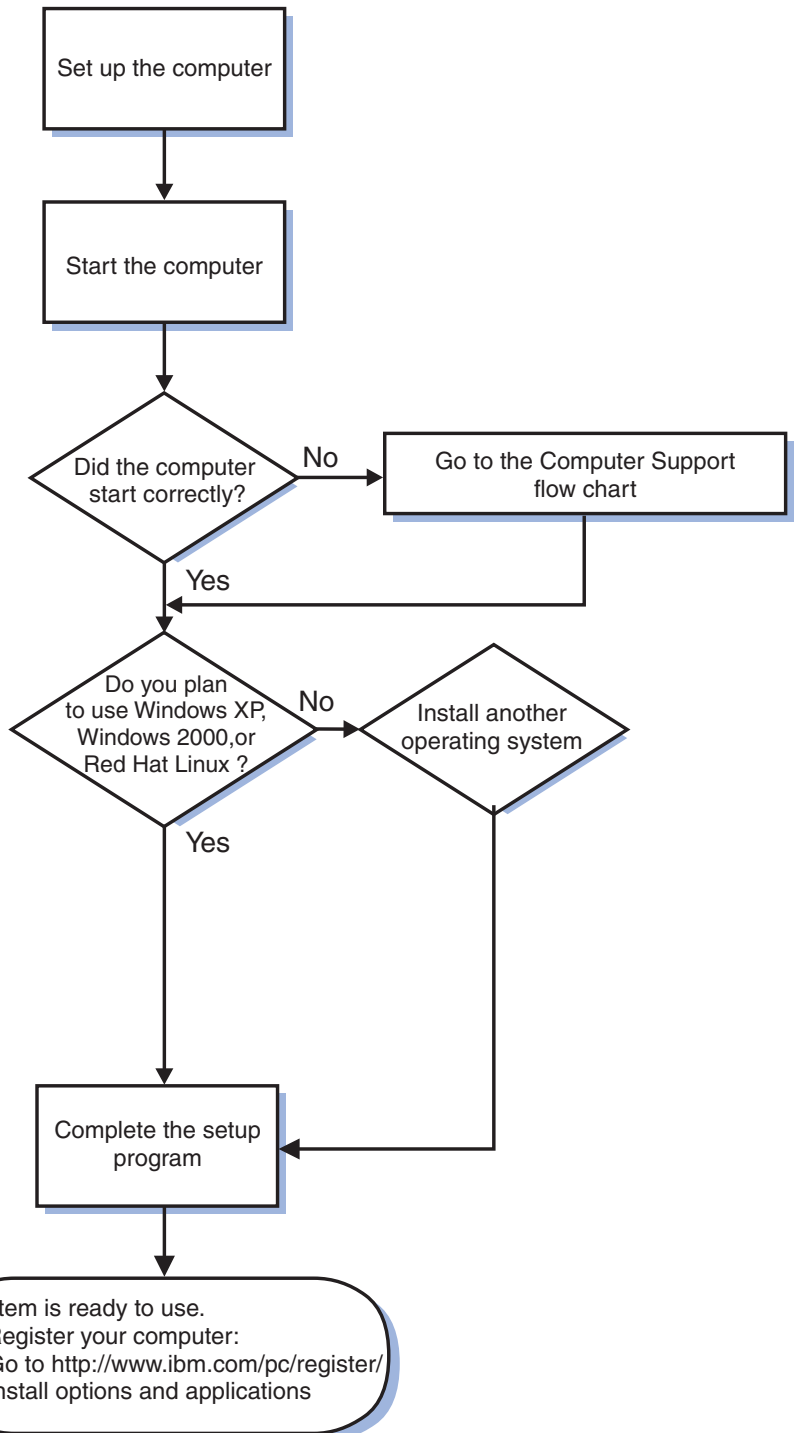 Set up the computer
Start the computer
Did the computer
start correctly?
No
Go to the Computer Support
flow chart
Yes
Do you plan
to use Windows XP,
Windows 2000,or
Red Hat Linux ?
No
Install another
operating system
Yes
Complete the setup
program
tem is ready to use.
egister your computer:
o to http://www.ibm.com/pc/register/
nstall options and applications